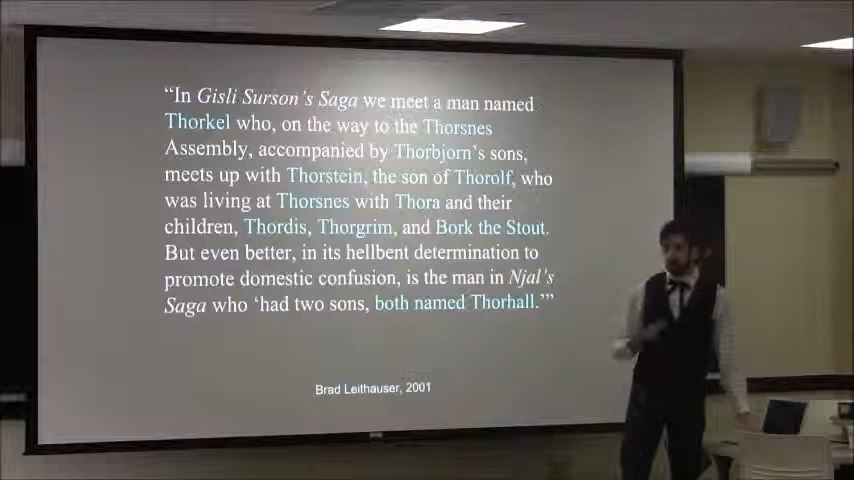 “In Gisli Surson’s Saga we meet a man named
Thorkel who, on the way to the Thorsnes
Assembly, accompanied by Thorbjorn’s sons,
meets up with Thorstein, the son of Thorolf, who
was living at Thorsnes with Thora and their
children, Thordis, Thorgrim, and Bork the Stout.
But even better, in its hellbent determination to
promote domestic confusion, is the man in Njal’s
Saga who ‘had two sons, both named Thorhall.’”
Brad Leithauser, 2001